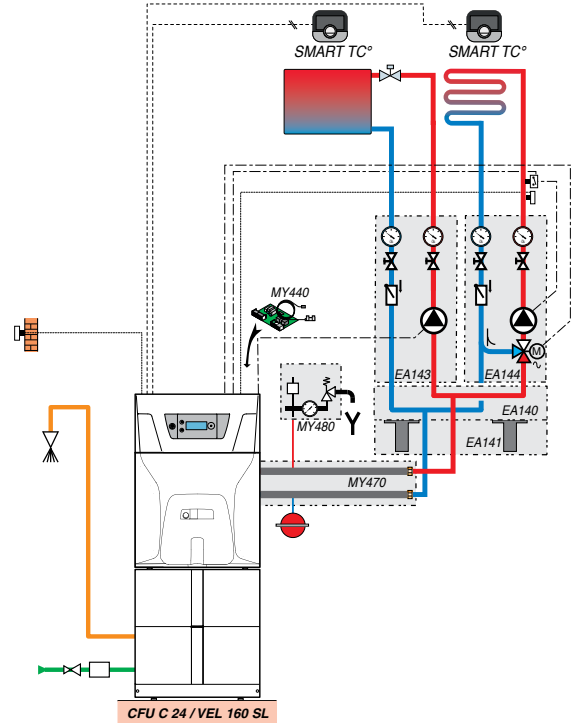 SMART TC°
SMART TC°
MY440
EA143
EA144
M
EA140
MY480
EA141
MY470
CFU C 24 / VEL 160 SL